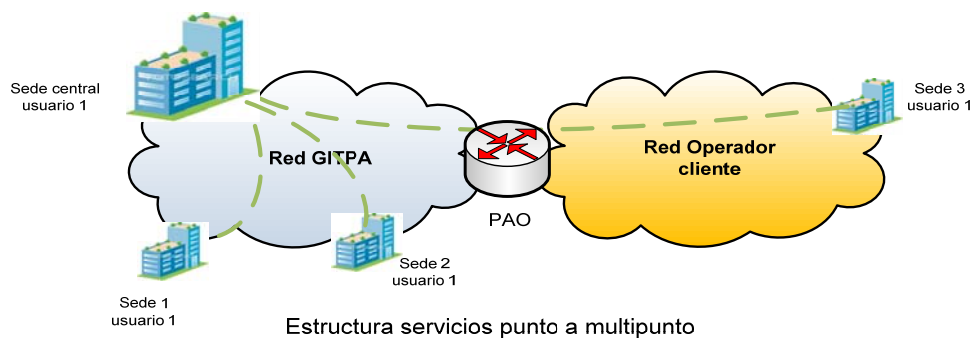 Sede central
usuario 1
Red GITPA
PAO
Red Operador
cliente
Sede 3
usuario 1
Sede 1
usuario 1
Sede 2
usuario 1
Estructura servicios punto a multipunto